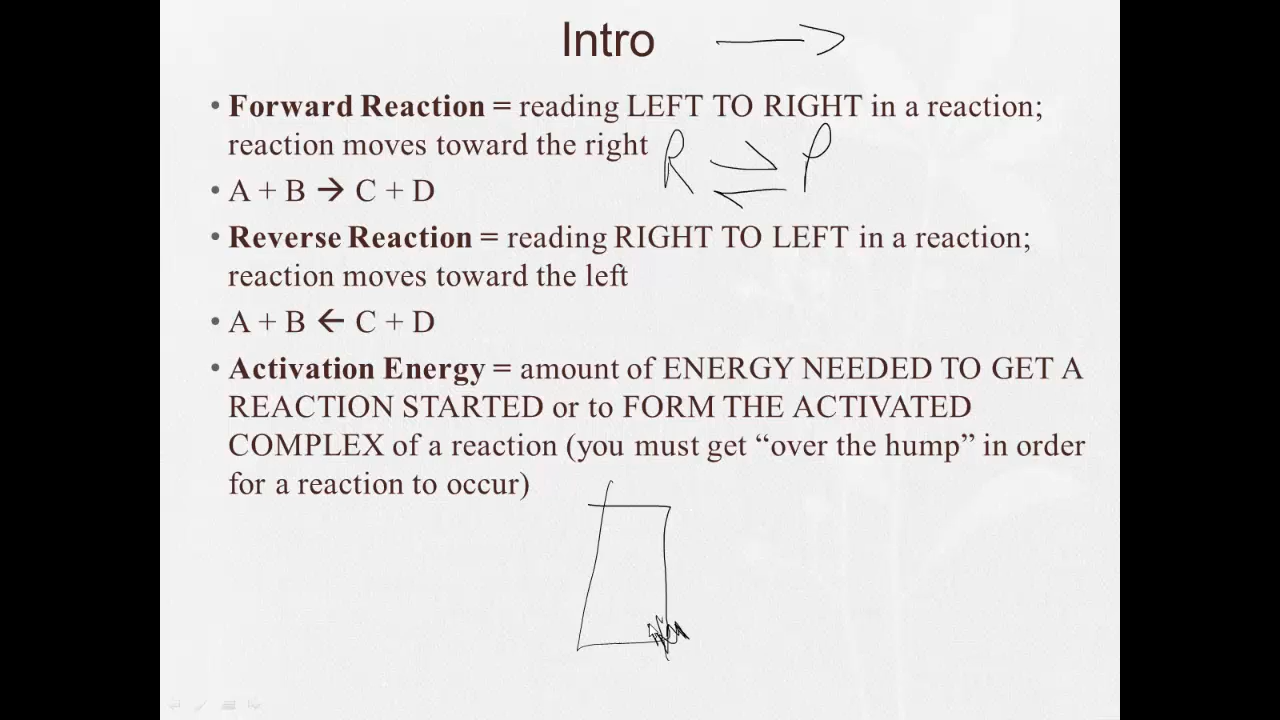 Intro
• Forward Reaction = reading LEFT TO RIGHT in a reaction;
reaction moves toward the right
R ⇌ P
• A + B → C + D
• Reverse Reaction = reading RIGHT TO LEFT in a reaction;
reaction moves toward the left
• A + B ← C + D
• Activation Energy = amount of ENERGY NEEDED TO GET A
REACTION STARTED or to FORM THE ACTIVATED
COMPLEX of a reaction (you must get “over the hump” in order
for a reaction to occur)